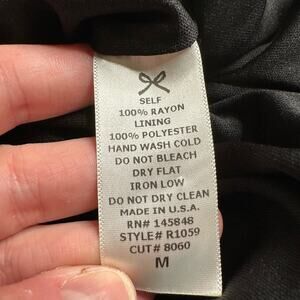 SELF
100% RAYON
LINING
100% POLYESTER
HAND WASH COLD
DO NOT BLEACH
DRY FLAT
IRON LOW
DO NOT DRY CLEAN
MADE IN U.S.A.
RN# 145848
STYLE# R1059
CUT# 8060
M